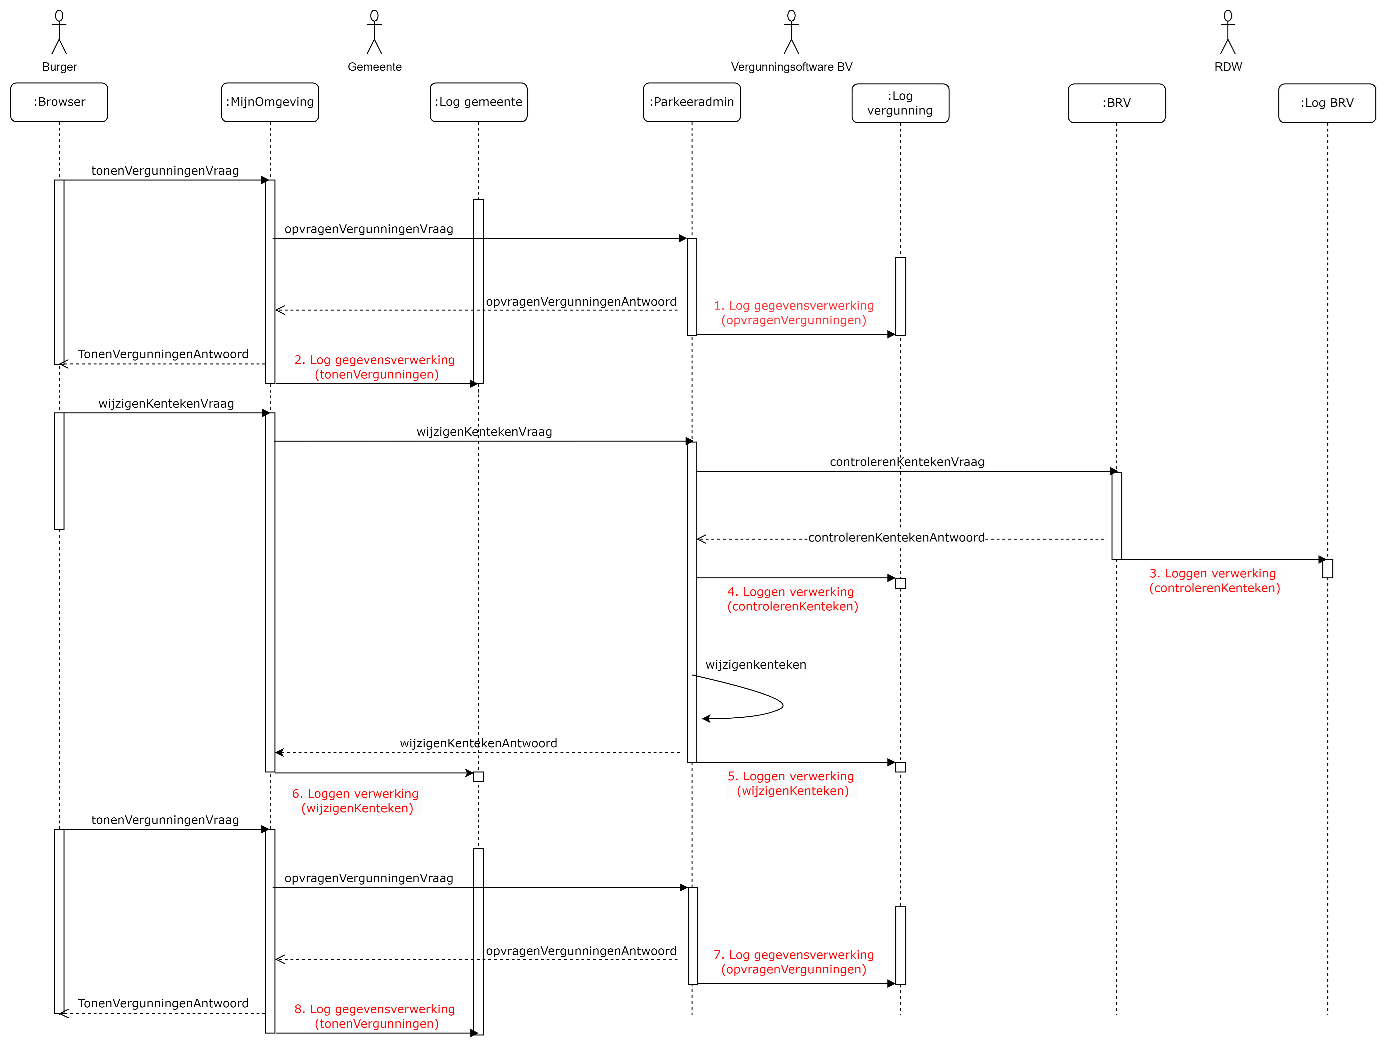 Burger
Gemeente
Vergunningsoftware BV
RDW
:Browser
:MijnOmgeving
:Log gemeente
:Parkeeradmin
:Log
vergunning
:BRV
:Log BRV
tonenVergunningenVraag
opvragenVergunningenVraag
opvragenVergunningenAntwoord
1. Log gegevensverwerking
(opvragenVergunningen)
TonenVergunningenAntwoord
2. Log gegevensverwerking
(tonenVergunningen)
wijzigenKentekenVraag
wijzigenKentekenVraag
controlerenKentekenVraag
controlerenKentekenAntwoord
3. Loggen verwerking
(controlerenKenteken)
4. Loggen verwerking
(controlerenKenteken)
wijzigenkenteken
wijzigenKentekenAntwoord
5. Loggen verwerking
(wijzigenKenteken)
6. Loggen verwerking
(wijzigenKenteken)
tonenVergunningenVraag
opvragenVergunningenVraag
opvragenVergunningenAntwoord
7. Log gegevensverwerking
(opvragenVergunningen)
TonenVergunningenAntwoord
8. Log gegevensverwerking
(tonenVergunningen)